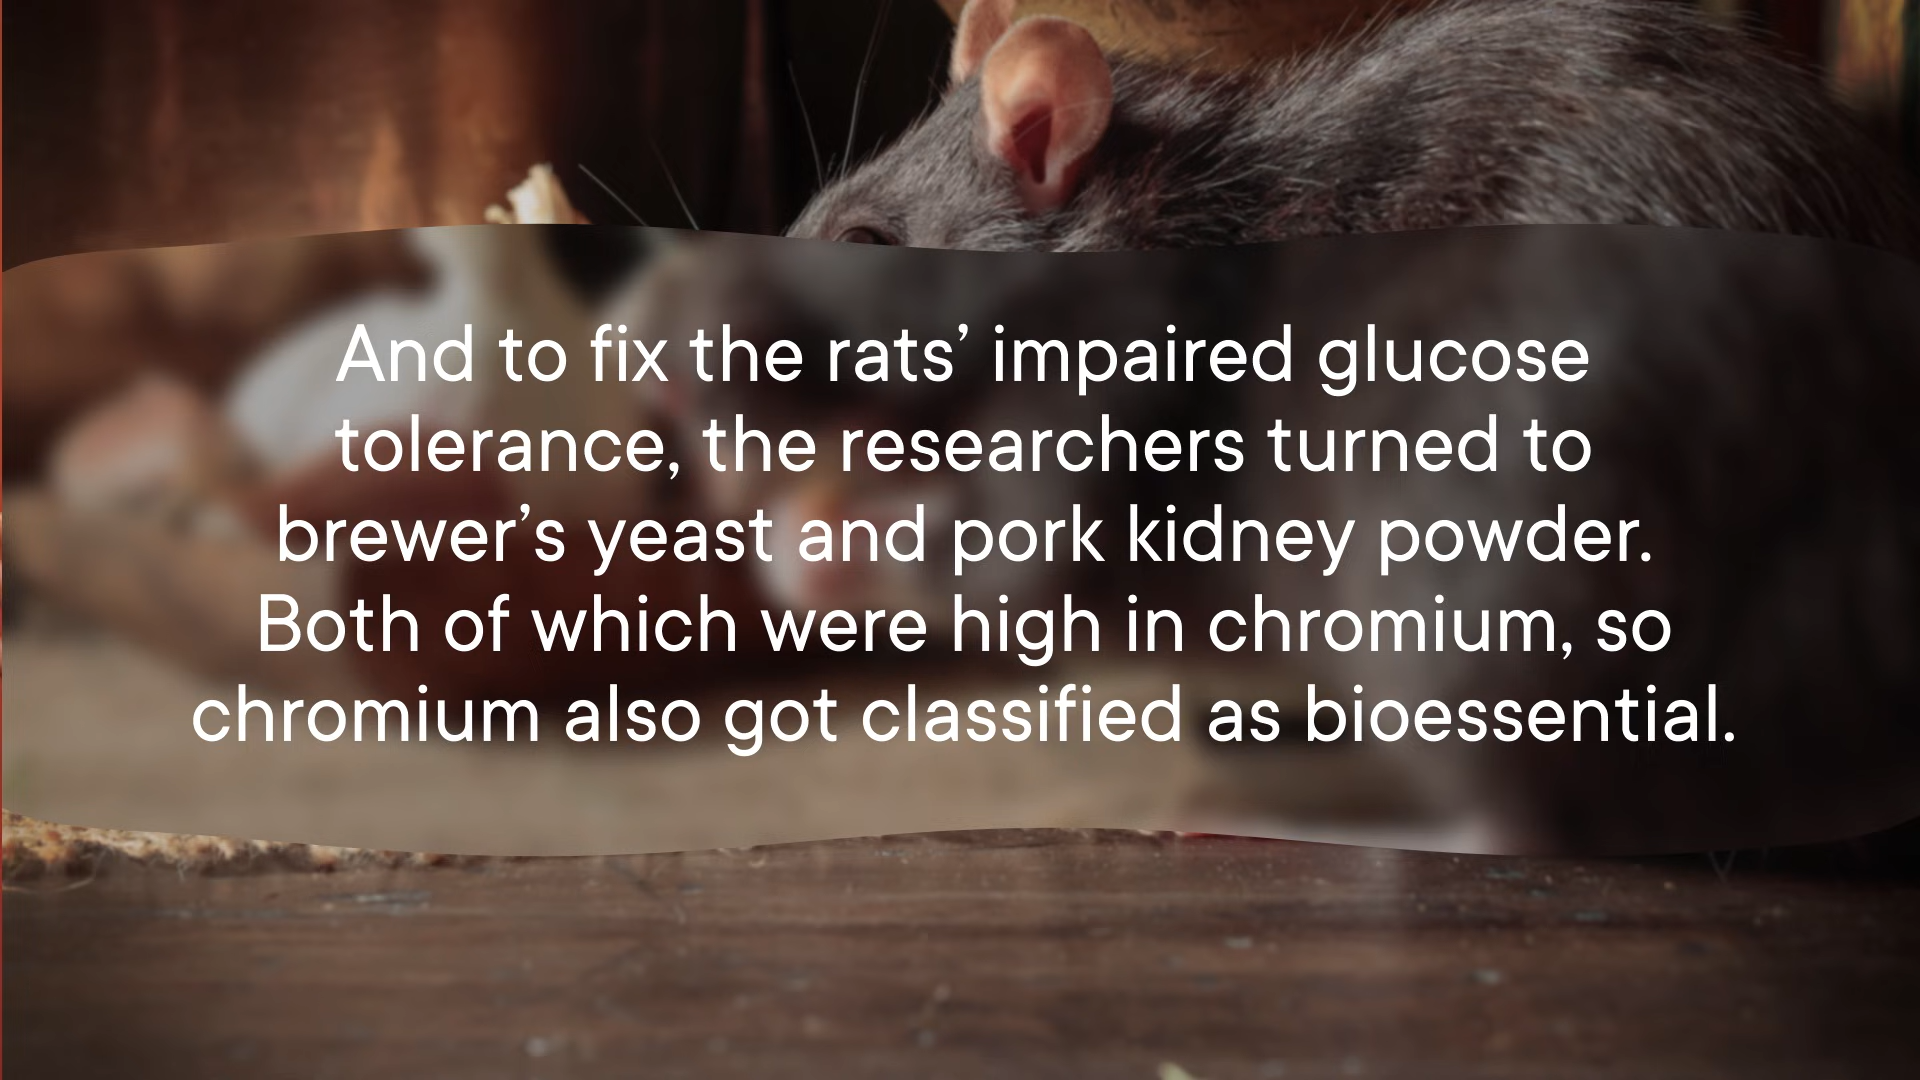 And to fix the rats’ impaired glucose
tolerance, the researchers turned to
brewer’s yeast and pork kidney powder.
Both of which were high in chromium, so
chromium also got classified as bioessential.